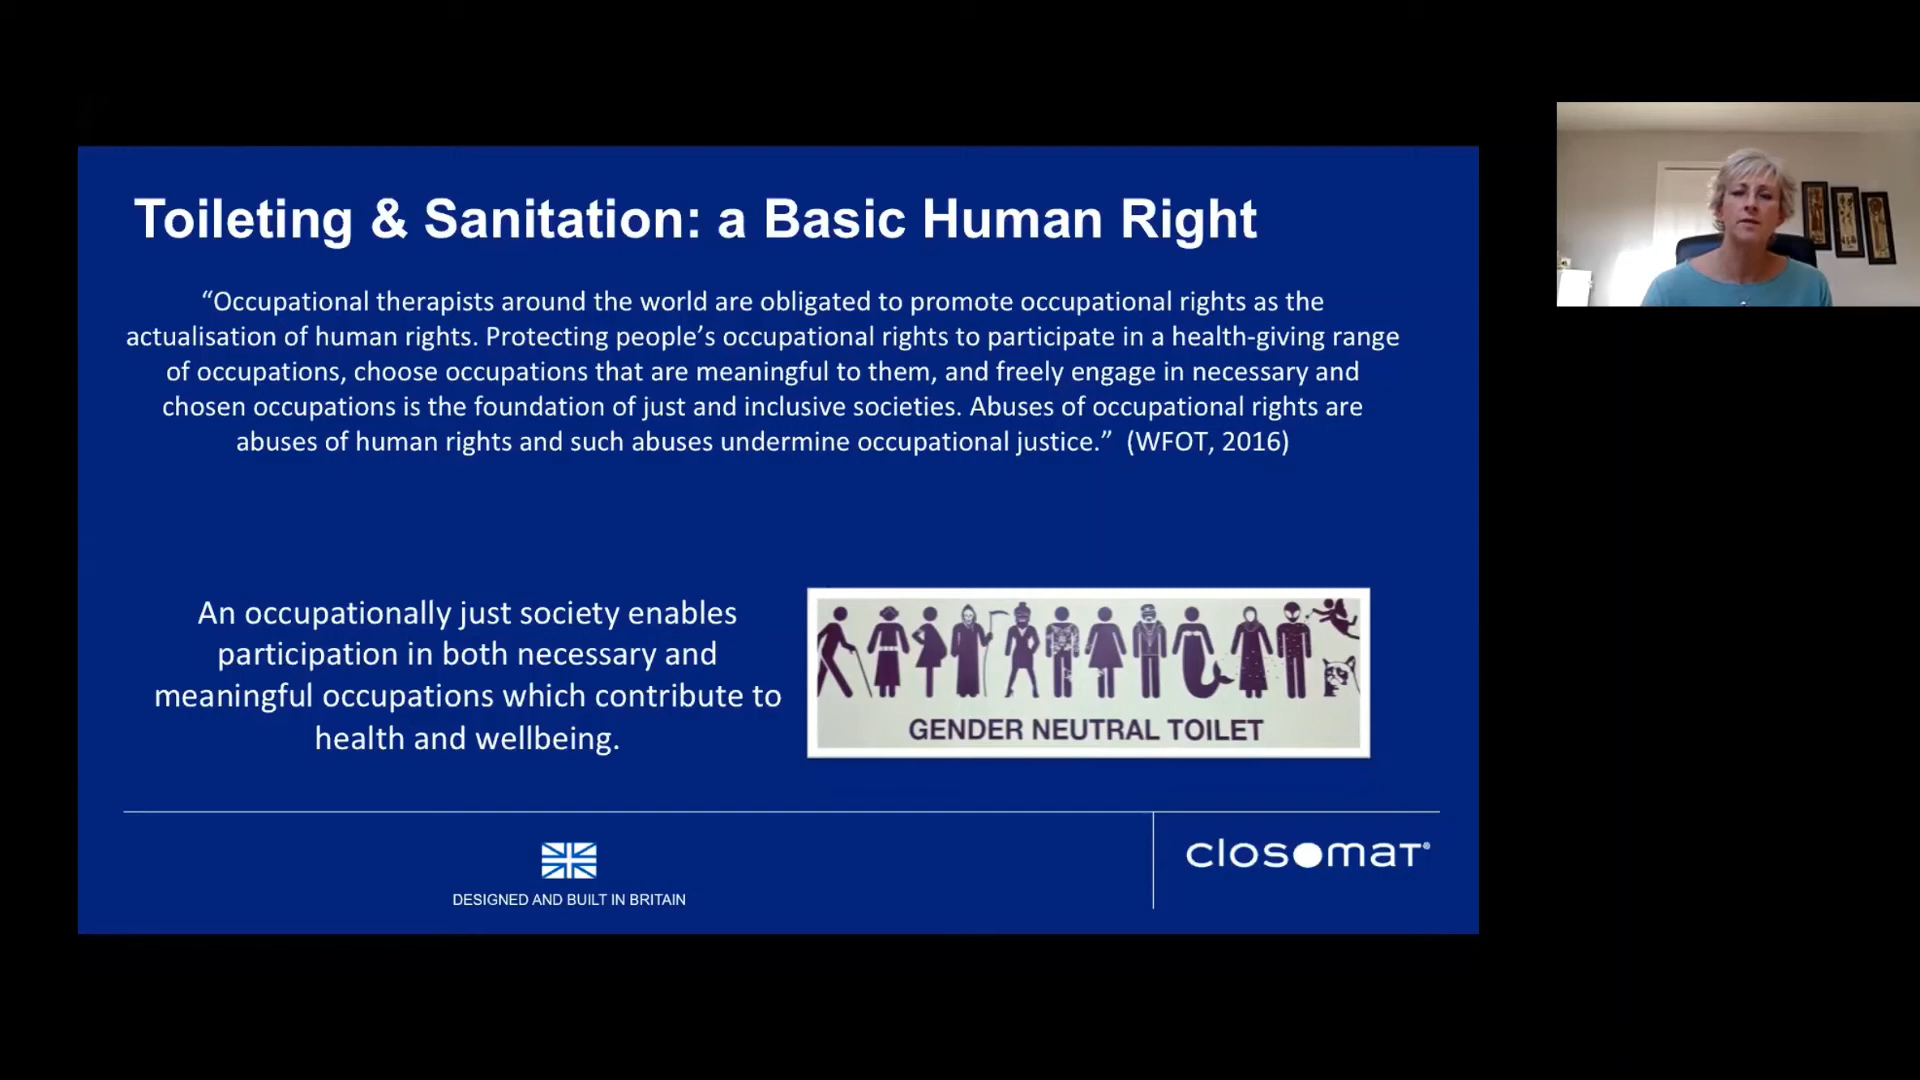 Toileting & Sanitation: a Basic Human Right
“Occupational therapists around the world are obligated to promote occupational rights as the
actualisation of human rights. Protecting people’s occupational rights to participate in a health-giving range
of occupations, choose occupations that are meaningful to them, and freely engage in necessary and
chosen occupations is the foundation of just and inclusive societies. Abuses of occupational rights are
abuses of human rights and such abuses undermine occupational justice.” (WFOT, 2016)
An occupationally just society enables
participation in both necessary and
meaningful occupations which contribute to
health and wellbeing.
GENDER NEUTRAL TOILET
DESIGNED AND BUILT IN BRITAIN
closomat®